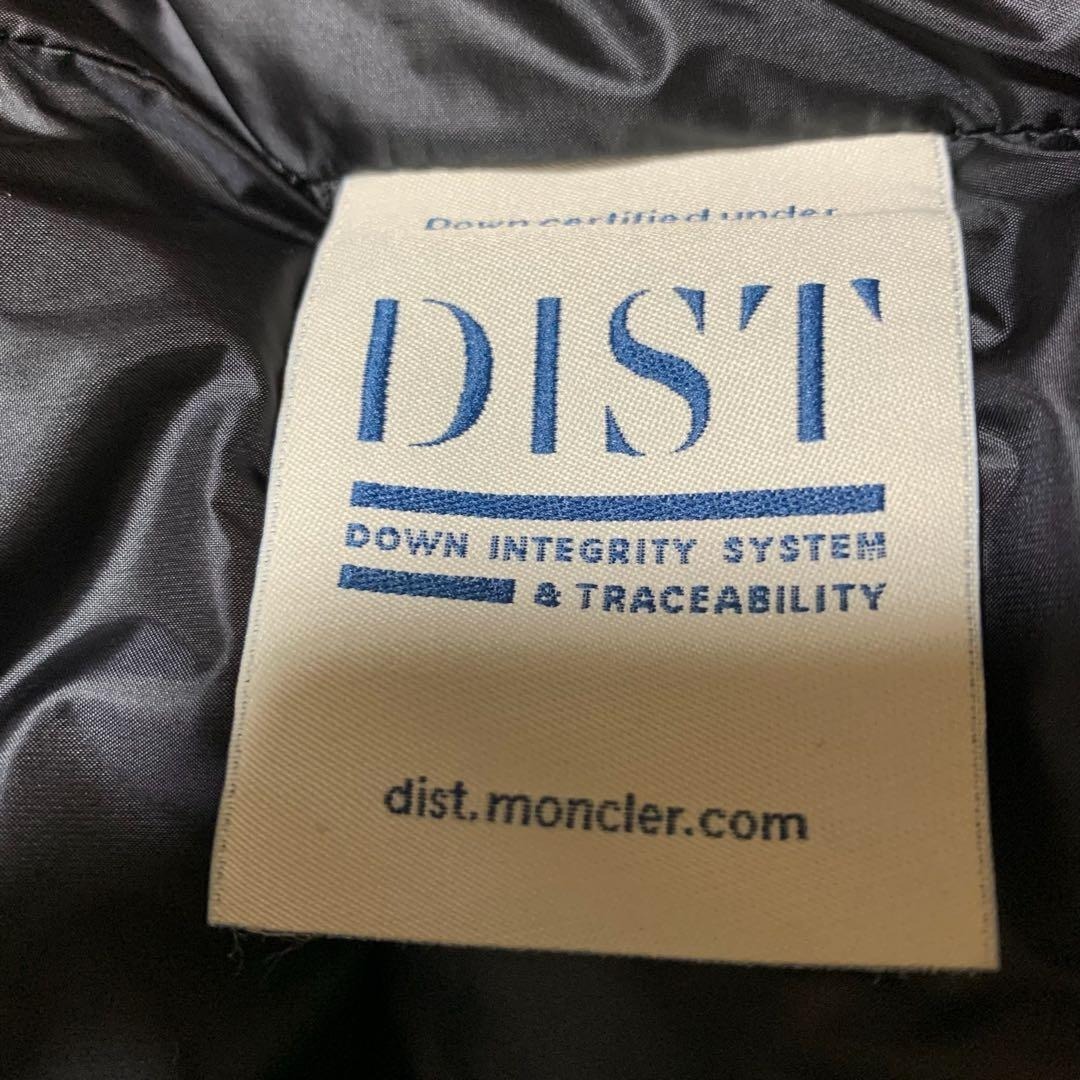 Down certified under
DIST
DOWN INTEGRITY SYSTEM
& TRACEABILITY
dist.moncler.com